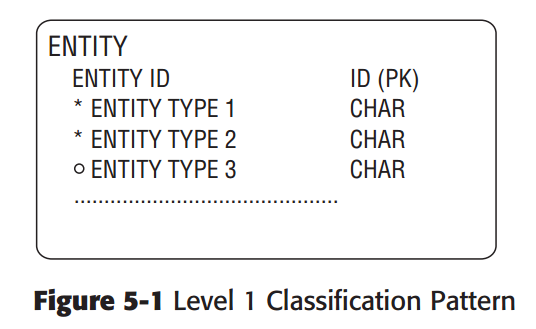 ENTITY
ENTITY ID ID (PK)
* ENTITY TYPE 1 CHAR
* ENTITY TYPE 2 CHAR
o ENTITY TYPE 3 CHAR
............................................
Figure 5-1 Level 1 Classification Pattern